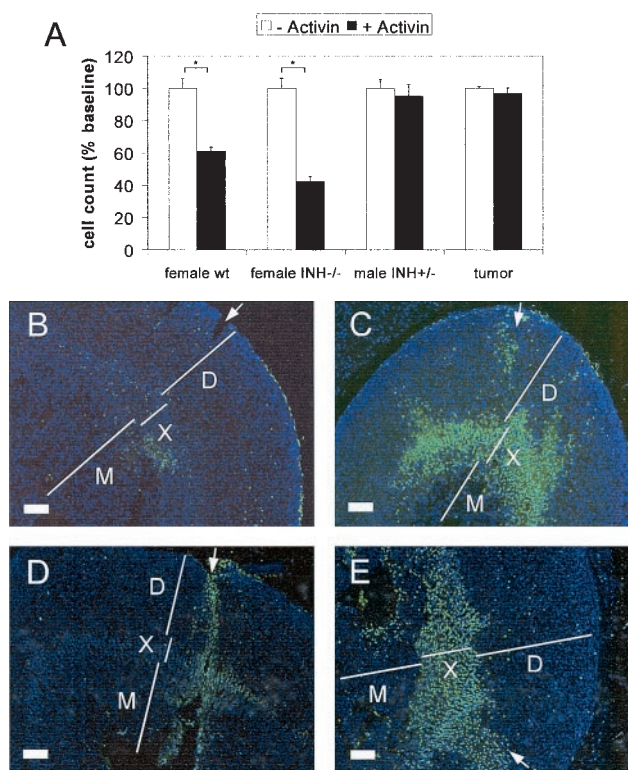 A
- Activin + Activin
120
100
80
60
40
20
0
cell count (% baseline)
* *
female wt female INH-/- male INH+/- tumor
B
D
X
M
C
D
X
M
D
D
X
M
E
M
X
D